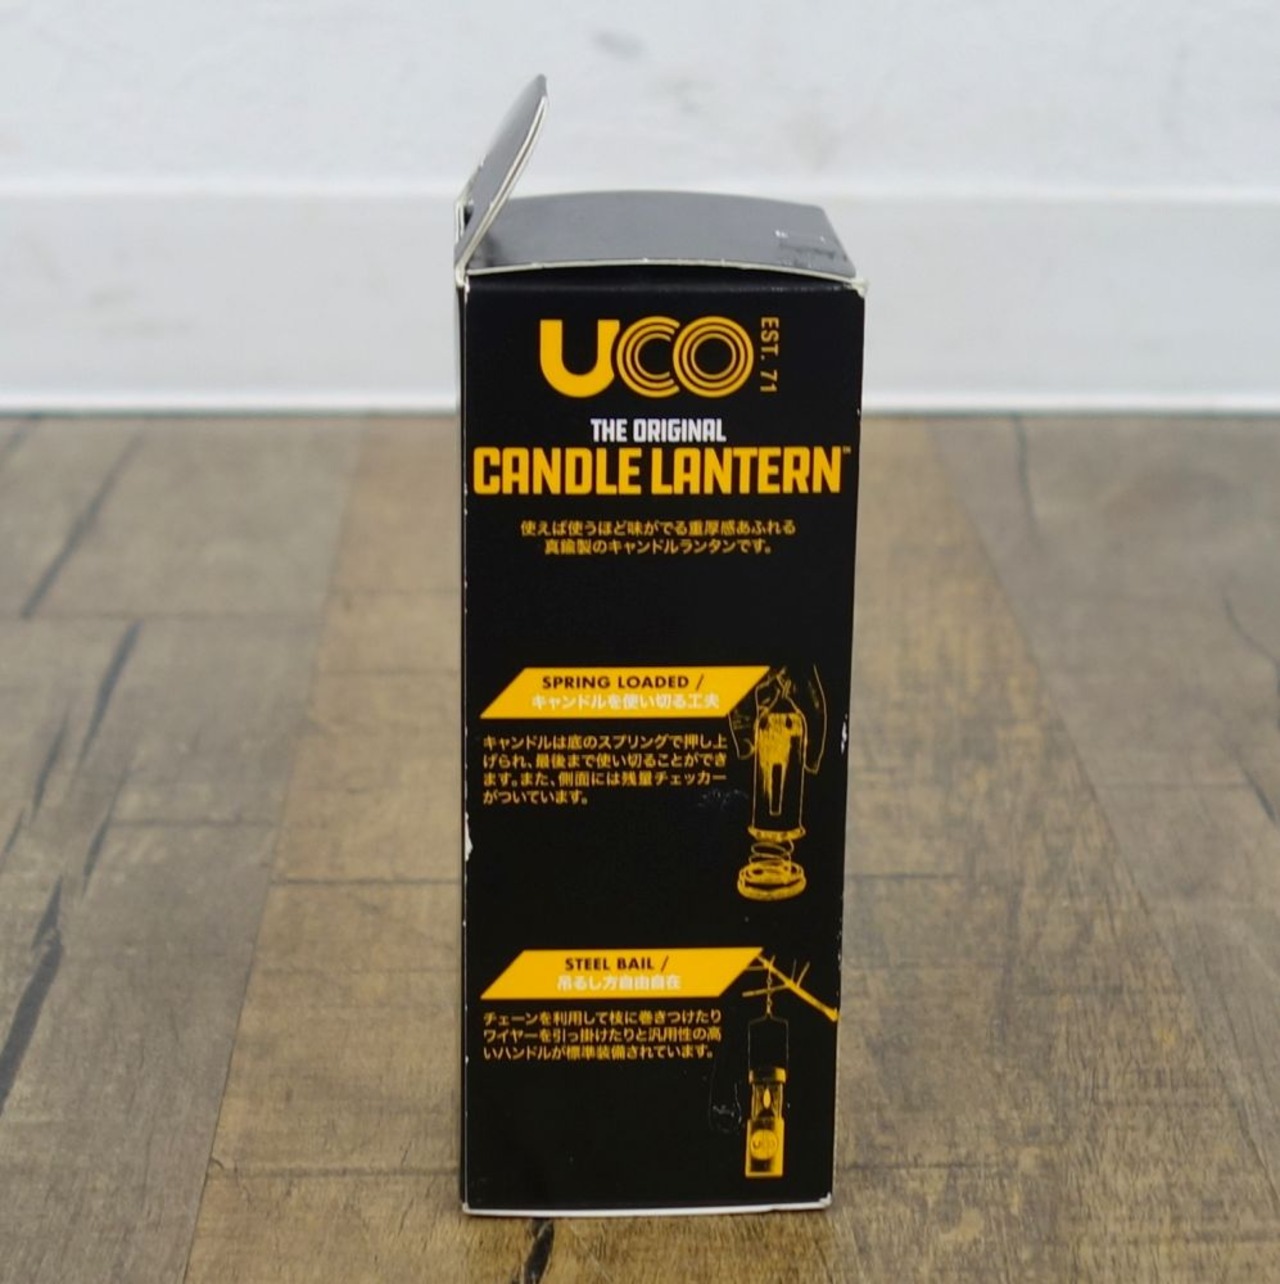 UCO
EST. 71
THE ORIGINAL
CANDLE LANTERN™
使えば使うほど味がでる重厚感あふれる
真鍮製のキャンドルランタンです。
SPRING LOADED /
キャンドルを使い切る工夫
キャンドルは底のスプリングで押し上
げられ、最後まで使い切ることができ
ます。また、側面には残量チェッカー
がついています。
STEEL BAIL /
吊るし方自由自在
チェーンを利用して枝に巻きつけたり
ワイヤーを引っ掛けたりと汎用性の高
いハンドルが標準装備されています。
UCO